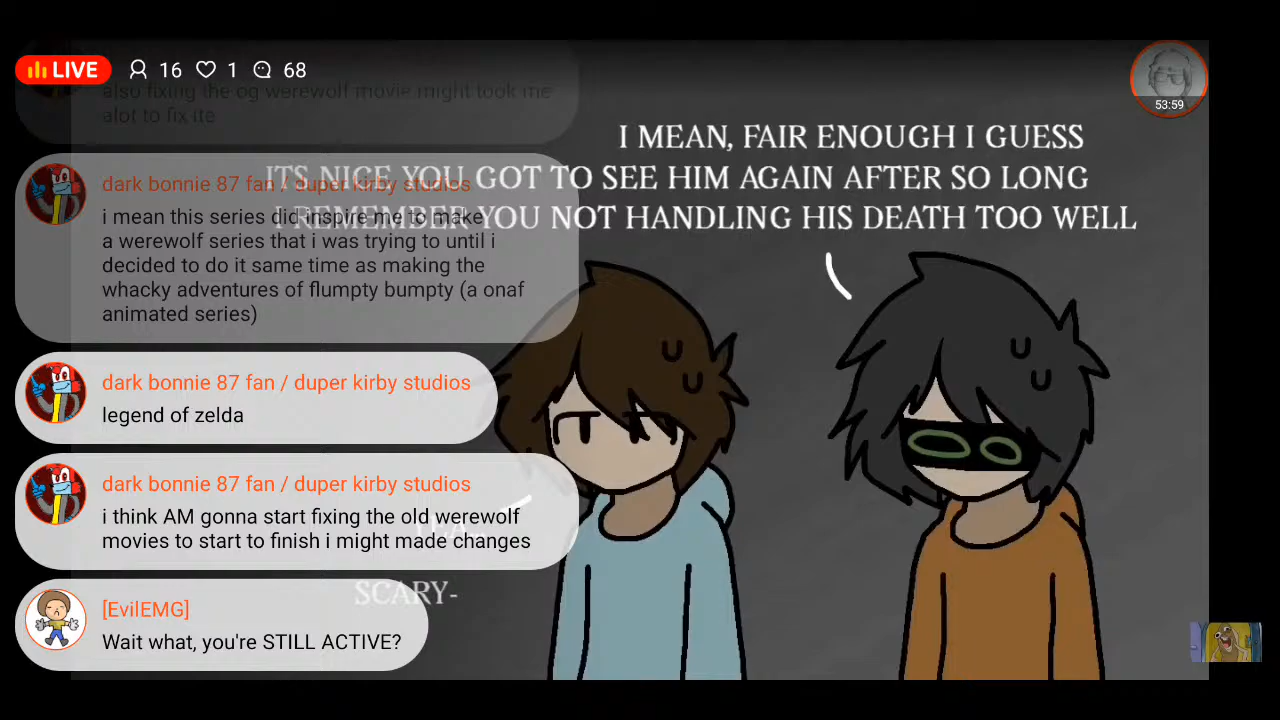 LIVE 16 1 68
53:59
also fixing the og werewolf movie might took me
alot to fix ite
I MEAN, FAIR ENOUGH I GUESS
ITS NICE YOU GOT TO SEE HIM AGAIN AFTER SO LONG
I REMEMBER YOU NOT HANDLING HIS DEATH TOO WELL
dark bonnie 87 fan / duper kirby studios
i mean this series did inspire me to make
a werewolf series that i was trying to until i
decided to do it same time as making the
whacky adventures of flumpty bumpty (a onaf
animated series)
dark bonnie 87 fan / duper kirby studios
legend of zelda
dark bonnie 87 fan / duper kirby studios
i think AM gonna start fixing the old werewolf
movies to start to finish i might made changes
SCARY-
[EvilEMG]
Wait what, you're STILL ACTIVE?